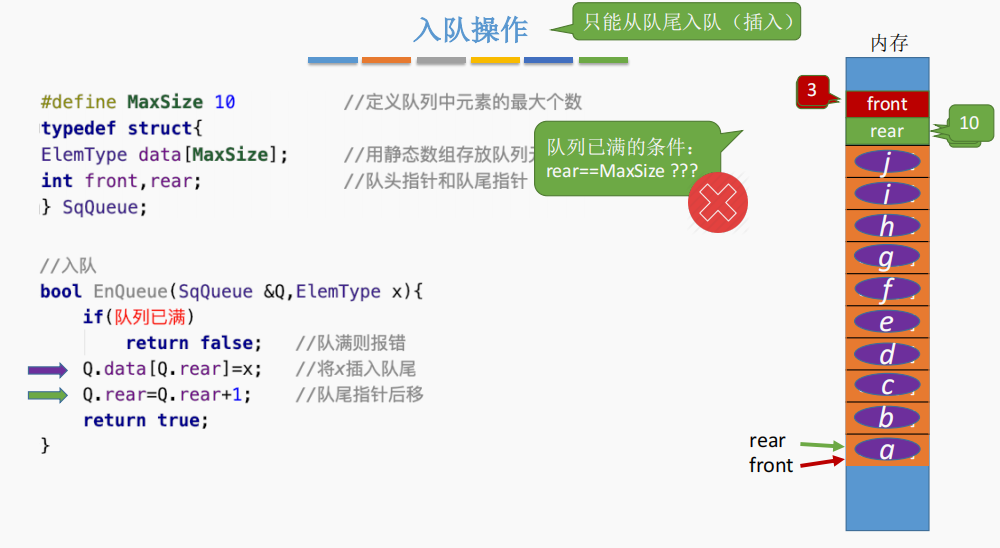 入队操作
只能从队尾入队（插入）
#define MaxSize 10 //定义队列中元素的最大个数
typedef struct{
ElemType data[MaxSize]; //用静态数组存放队列
int front,rear; //队头指针和队尾指针
} SqQueue;
队列已满的条件：
rear==MaxSize ???
//入队
bool EnQueue(SqQueue &Q,ElemType x){
if(队列已满)
return false; //队满则报错
Q.data[Q.rear]=x; //将x插入队尾
Q.rear=Q.rear+1; //队尾指针后移
return true;
}
内存
3
front
rear
10
j
i
h
g
f
e
d
c
b
a
rear
front